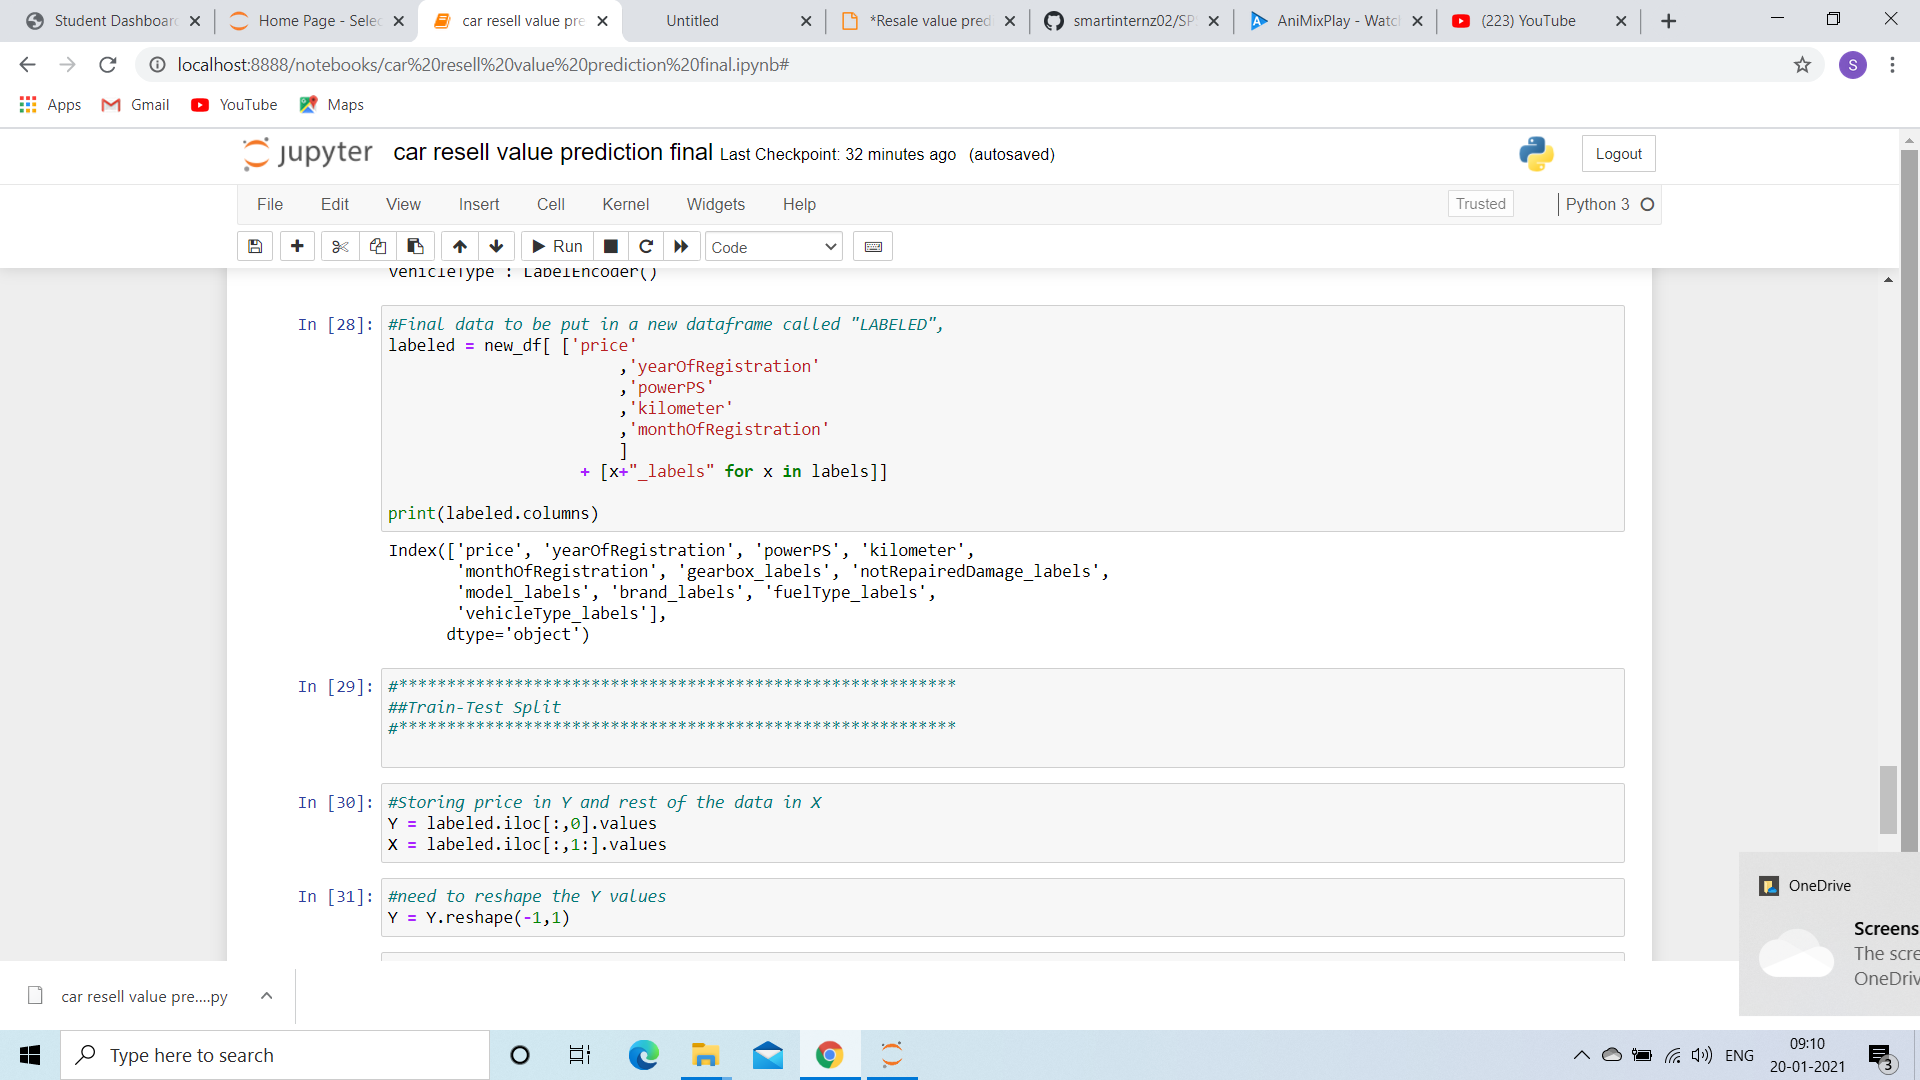 Student Dashboard
Home Page - Selec
car resell value pre
Untitled
*Resale value pred
smartinternz02/SPS
AniMixPlay - Watc
(223) YouTube
localhost:8888/notebooks/car%20resell%20value%20prediction%20final.ipynb#
S
Apps
Gmail
YouTube
Maps
jupyter
car resell value prediction final Last Checkpoint: 32 minutes ago (autosaved)
Logout
File Edit View Insert Cell Kernel Widgets Help
Trusted
Python 3
Run
Code
vehicleType : LabelEncoder()
In [28]: #Final data to be put in a new dataframe called "LABELED",
labeled = new_df[ ['price'
,'yearOfRegistration'
,'powerPS'
,'kilometer'
,'monthOfRegistration'
]
+ [x+"_labels" for x in labels]]
print(labeled.columns)
Index(['price', 'yearOfRegistration', 'powerPS', 'kilometer',
'monthOfRegistration', 'gearbox_labels', 'notRepairedDamage_labels',
'model_labels', 'brand_labels', 'fuelType_labels',
'vehicleType_labels'],
dtype='object')
In [29]: #**********************************************************
##Train-Test Split
#**********************************************************
In [30]: #Storing price in Y and rest of the data in X
Y = labeled.iloc[:,0].values
X = labeled.iloc[:,1:].values
In [31]: #need to reshape the Y values
Y = Y.reshape(-1,1)
OneDrive
Screens
The scre
OneDriv
car resell value pre....py
Type here to search
ENG
09:10
20-01-2021
3